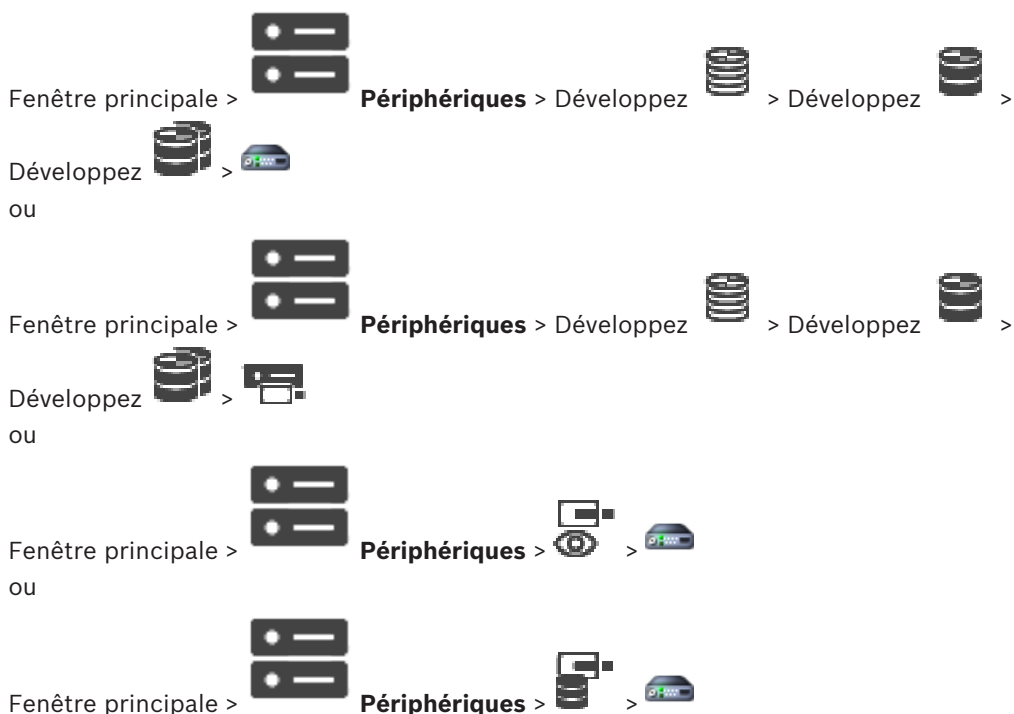 Fenêtre principale > Périphériques > Développez > Développez >
Développez >
ou
Fenêtre principale > Périphériques > Développez > Développez >
Développez >
ou
Fenêtre principale > Périphériques > >
ou
Fenêtre principale > Périphériques > >